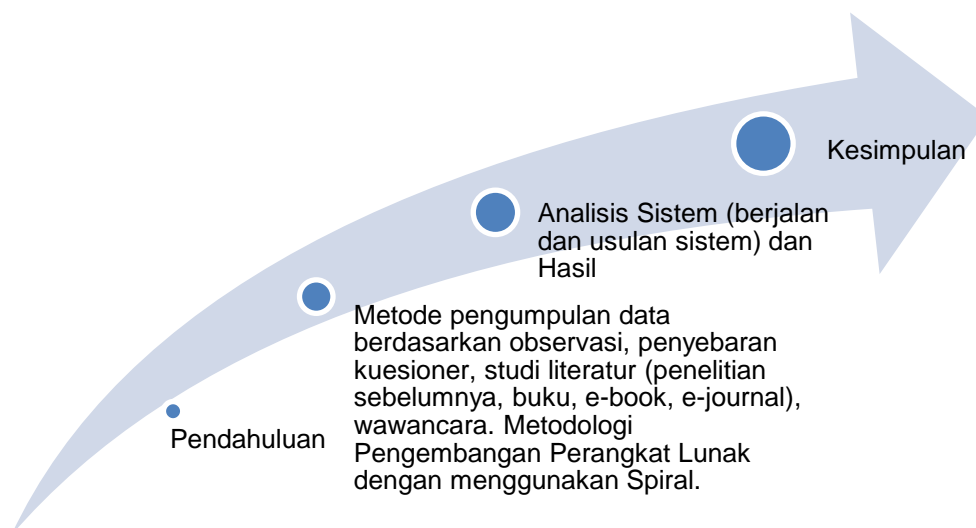 Pendahuluan
Metode pengumpulan data
berdasarkan observasi, penyebaran
kuesioner, studi literatur (penelitian
sebelumnya, buku, e-book, e-journal),
wawancara. Metodologi
Pengembangan Perangkat Lunak
dengan menggunakan Spiral.
Analisis Sistem (berjalan
dan usulan sistem) dan
Hasil
Kesimpulan